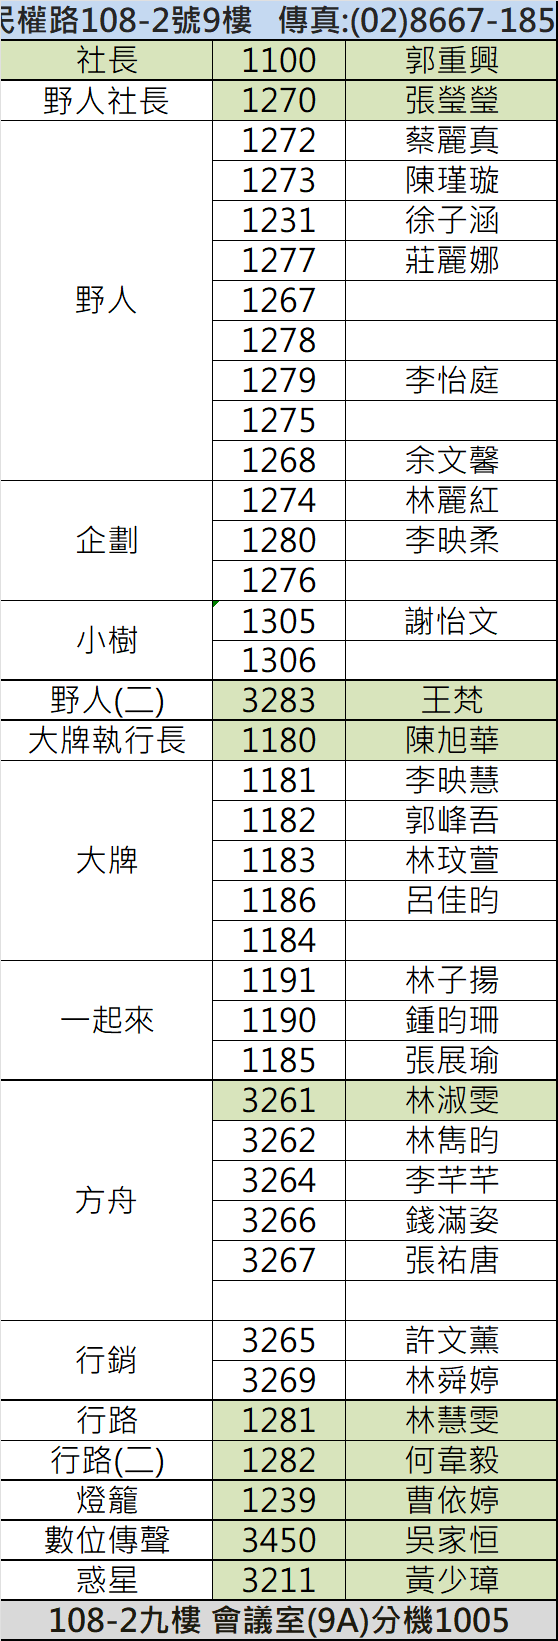 民權路108-2號9樓 傳真:(02)8667-185
社長 1100 郭重興
野人社長 1270 張瑩瑩
野人
1272 蔡麗真
1273 陳瑾璇
1231 徐子涵
1277 莊麗娜
1267
1278
1279 李怡庭
1275
1268 余文馨
企劃
1274 林麗紅
1280 李映柔
1276
小樹
1305 謝怡文
1306
野人(二) 3283 王梵
大牌執行長 1180 陳旭華
大牌
1181 李映慧
1182 郭峰吾
1183 林玟萱
1186 呂佳昀
1184
一起來
1191 林子揚
1190 鍾昀珊
1185 張展瑜
方舟
3261 林淑雯
3262 林雋昀
3264 李芊芊
3266 錢滿姿
3267 張祐唐
行銷
3265 許文薰
3269 林舜婷
行路 1281 林慧雯
行路(二) 1282 何韋毅
燈籠 1239 曹依婷
數位傳聲 3450 吳家恒
惑星 3211 黃少璋
108-2九樓 會議室(9A)分機1005